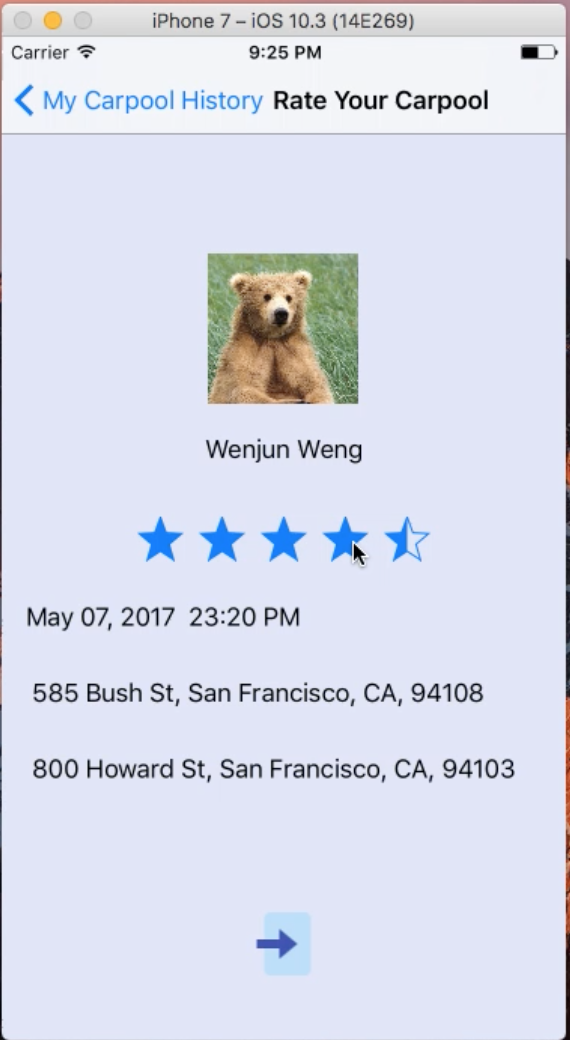 iPhone 7 – iOS 10.3 (14E269)
Carrier 9:25 PM
My Carpool History Rate Your Carpool
Wenjun Weng
May 07, 2017  23:20 PM
585 Bush St, San Francisco, CA, 94108
800 Howard St, San Francisco, CA, 94103